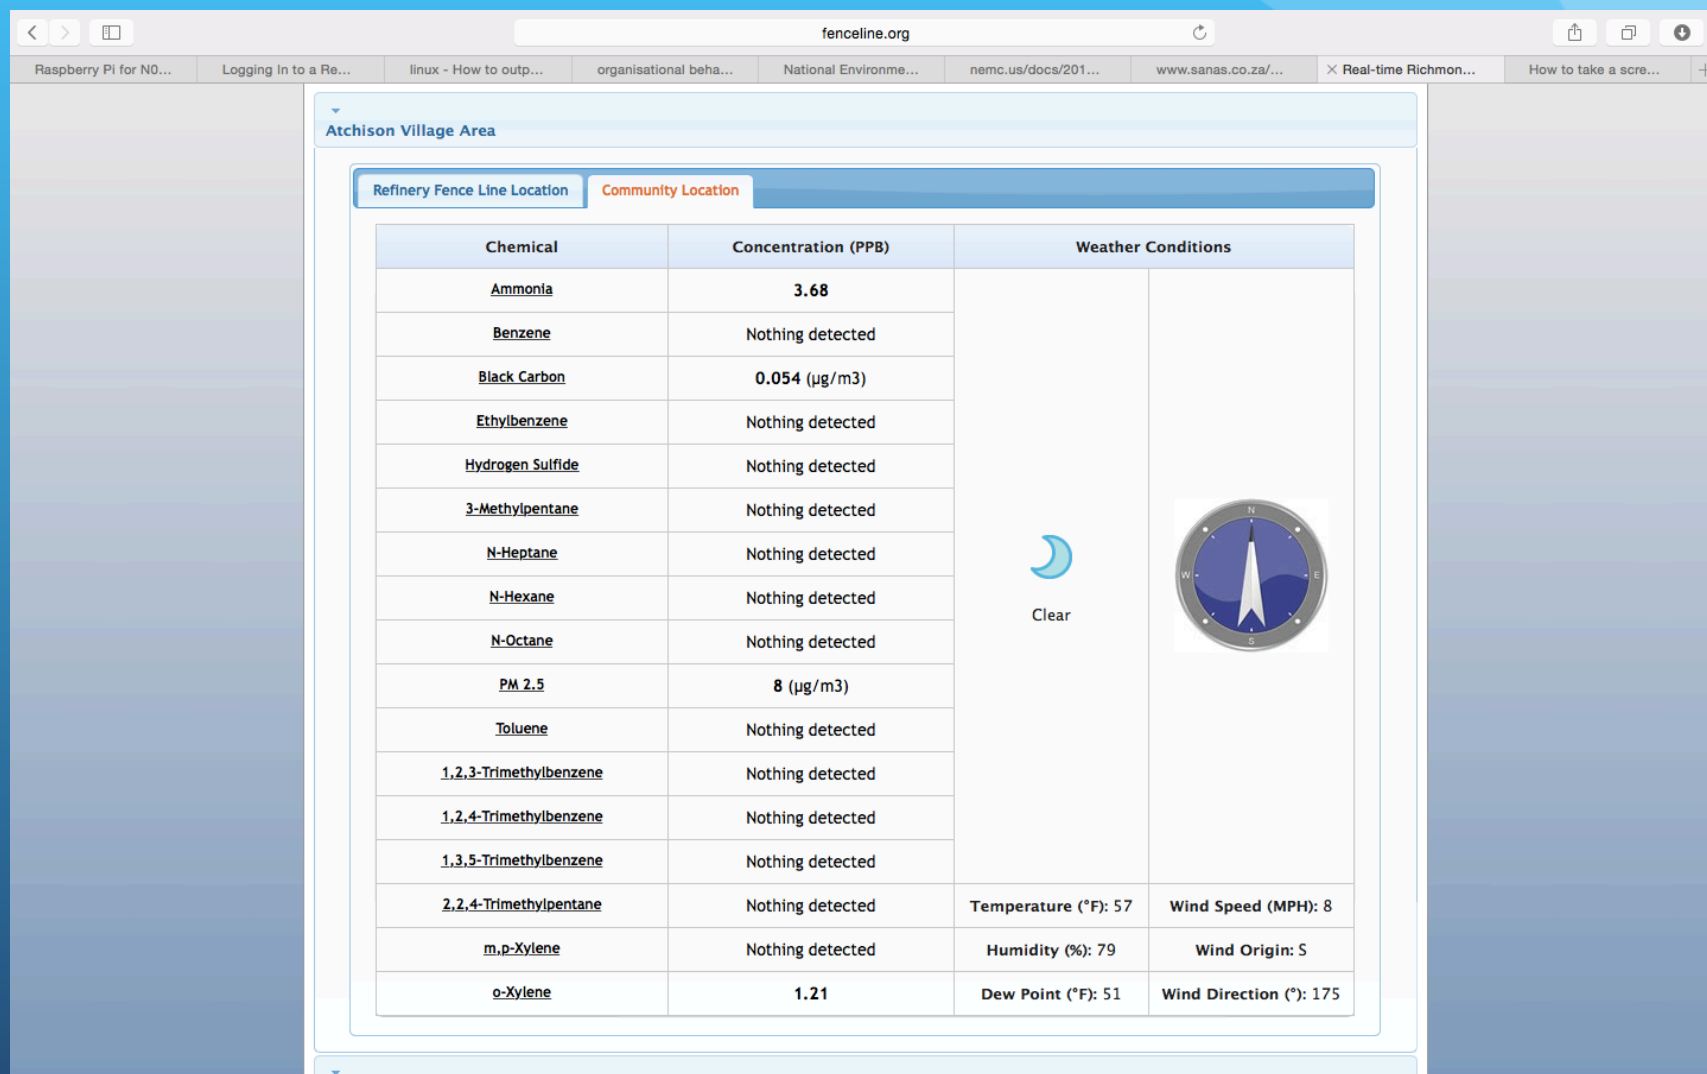 fenceline.org
Raspberry Pi for N0... Logging In to a Re... linux - How to outp... organisational beha... National Environme... nemc.us/docs/201... www.sanas.co.za/... Real-time Richmon... How to take a scre...
Atchison Village Area
Refinery Fence Line Location Community Location
Chemical Concentration (PPB) Weather Conditions
Ammonia 3.68
Benzene Nothing detected
Black Carbon 0.054 (µg/m3)
Ethylbenzene Nothing detected
Hydrogen Sulfide Nothing detected
3-Methylpentane Nothing detected
N-Heptane Nothing detected
N-Hexane Nothing detected
N-Octane Nothing detected
PM 2.5 8 (µg/m3)
Toluene Nothing detected
1,2,3-Trimethylbenzene Nothing detected
1,2,4-Trimethylbenzene Nothing detected
1,3,5-Trimethylbenzene Nothing detected
Clear
N
W E
S
2,2,4-Trimethylpentane Nothing detected Temperature (°F): 57 Wind Speed (MPH): 8
m,p-Xylene Nothing detected Humidity (%): 79 Wind Origin: S
o-Xylene 1.21 Dew Point (°F): 51 Wind Direction (°): 175